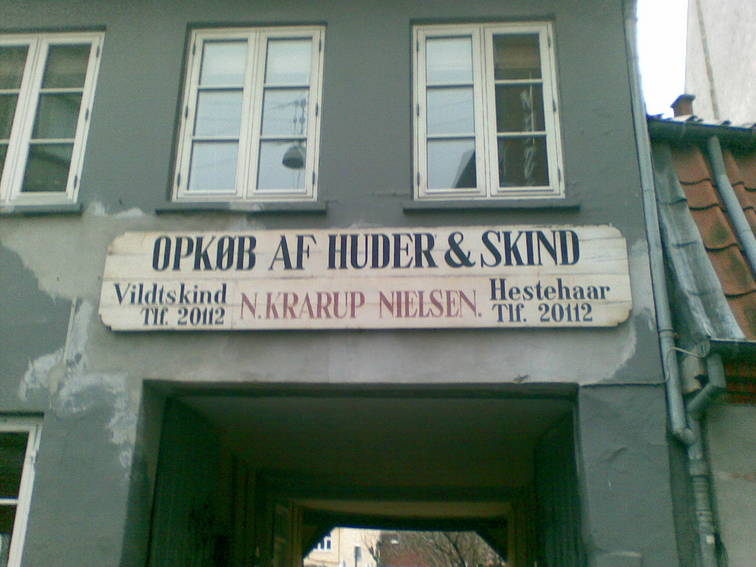 OPKØB AF HUDER & SKIND
Vildtskind
Tlf. 20112
N. KRARUP NIELSEN.
Hestehaar
Tlf. 20112